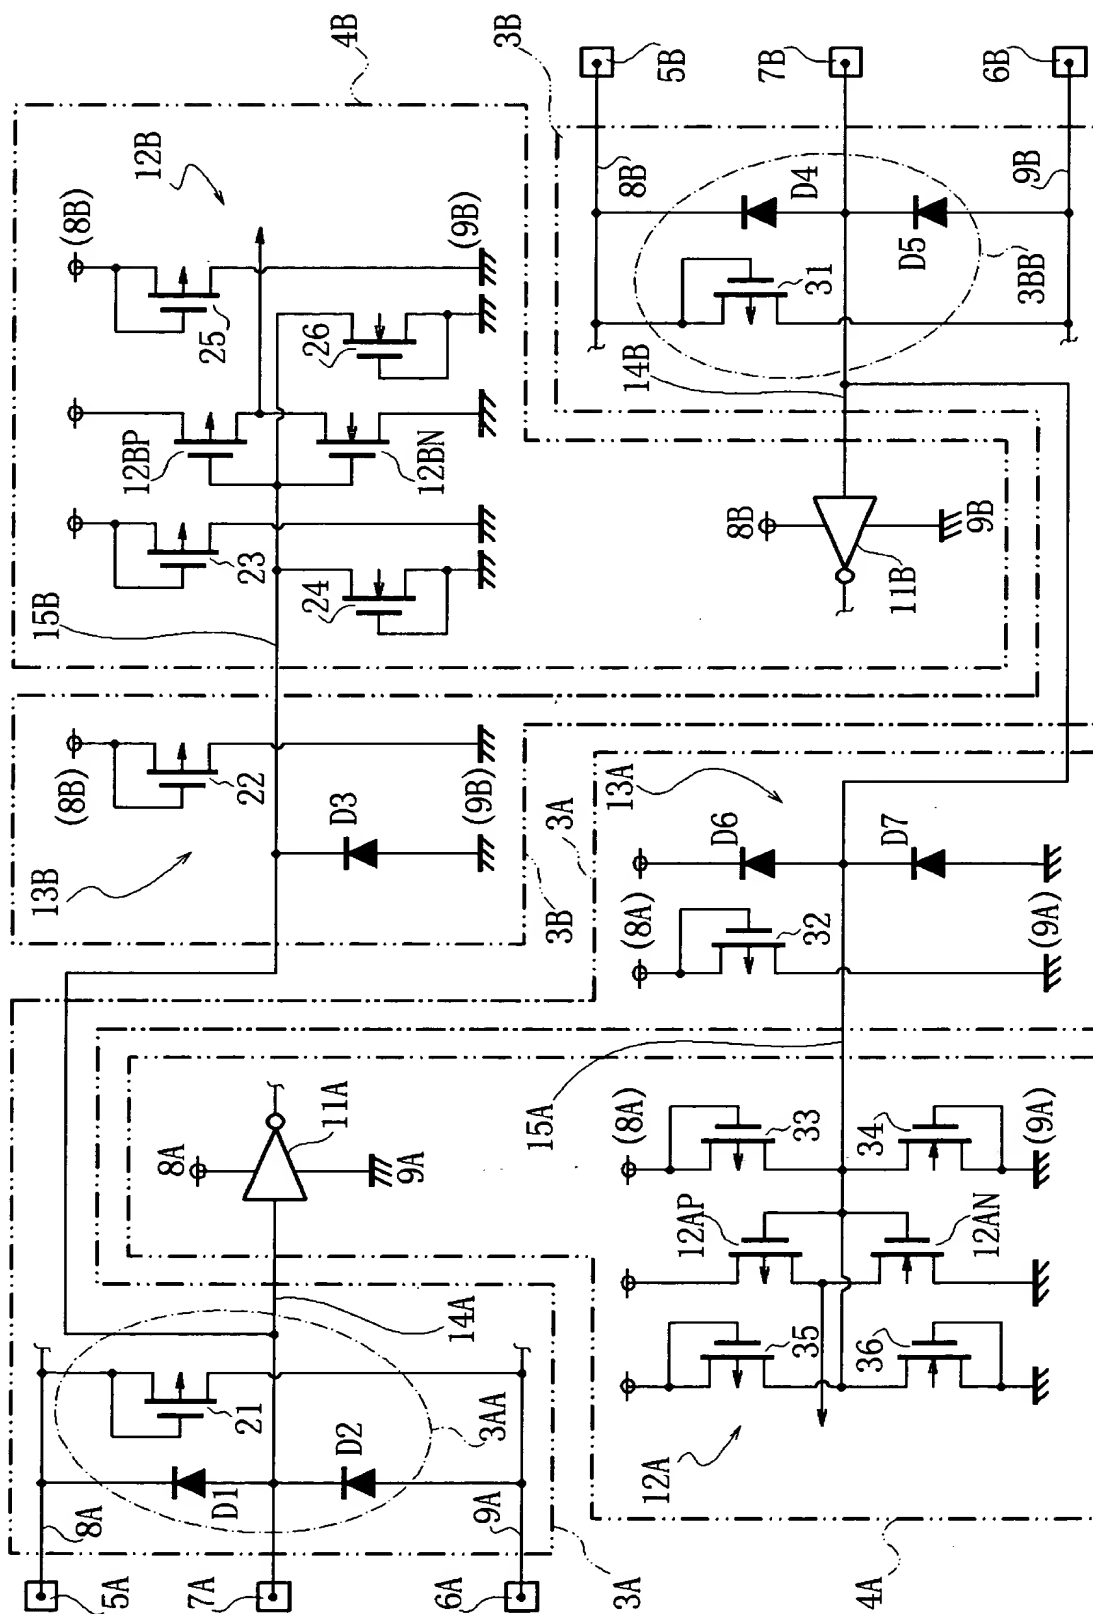 5A
8A
7A
6A
9A
D1
D2
21
3AA
3A
14A
8A
11A
9A
13B
(8B)
22
D3
(9B)
3B
15B
23
24
12BP
12BN
25
26
12B
(8B)
(9B)
4B
3B
5B
8B
7B
6B
9B
D4
D5
31
3BB
14B
8B
11B
9B
3A
13A
D6
D7
(8A)
32
(9A)
15A
(8A)
33
34
(9A)
12AP
12AN
35
36
12A
4A